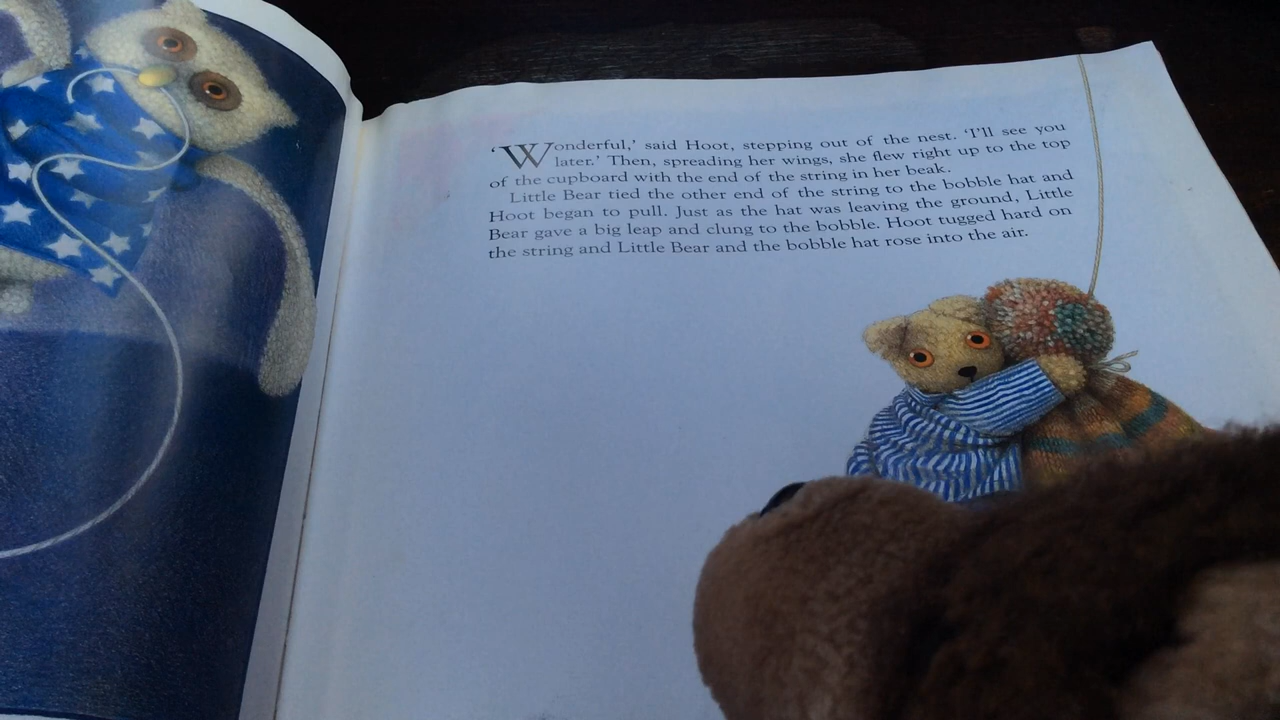 ‘Wonderful,’ said Hoot, stepping out of the nest. ‘I’ll see you
later.’ Then, spreading her wings, she flew right up to the top
of the cupboard with the end of the string in her beak.
Little Bear tied the other end of the string to the bobble hat and
Hoot began to pull. Just as the hat was leaving the ground, Little
Bear gave a big leap and clung to the bobble. Hoot tugged hard on
the string and Little Bear and the bobble hat rose into the air.